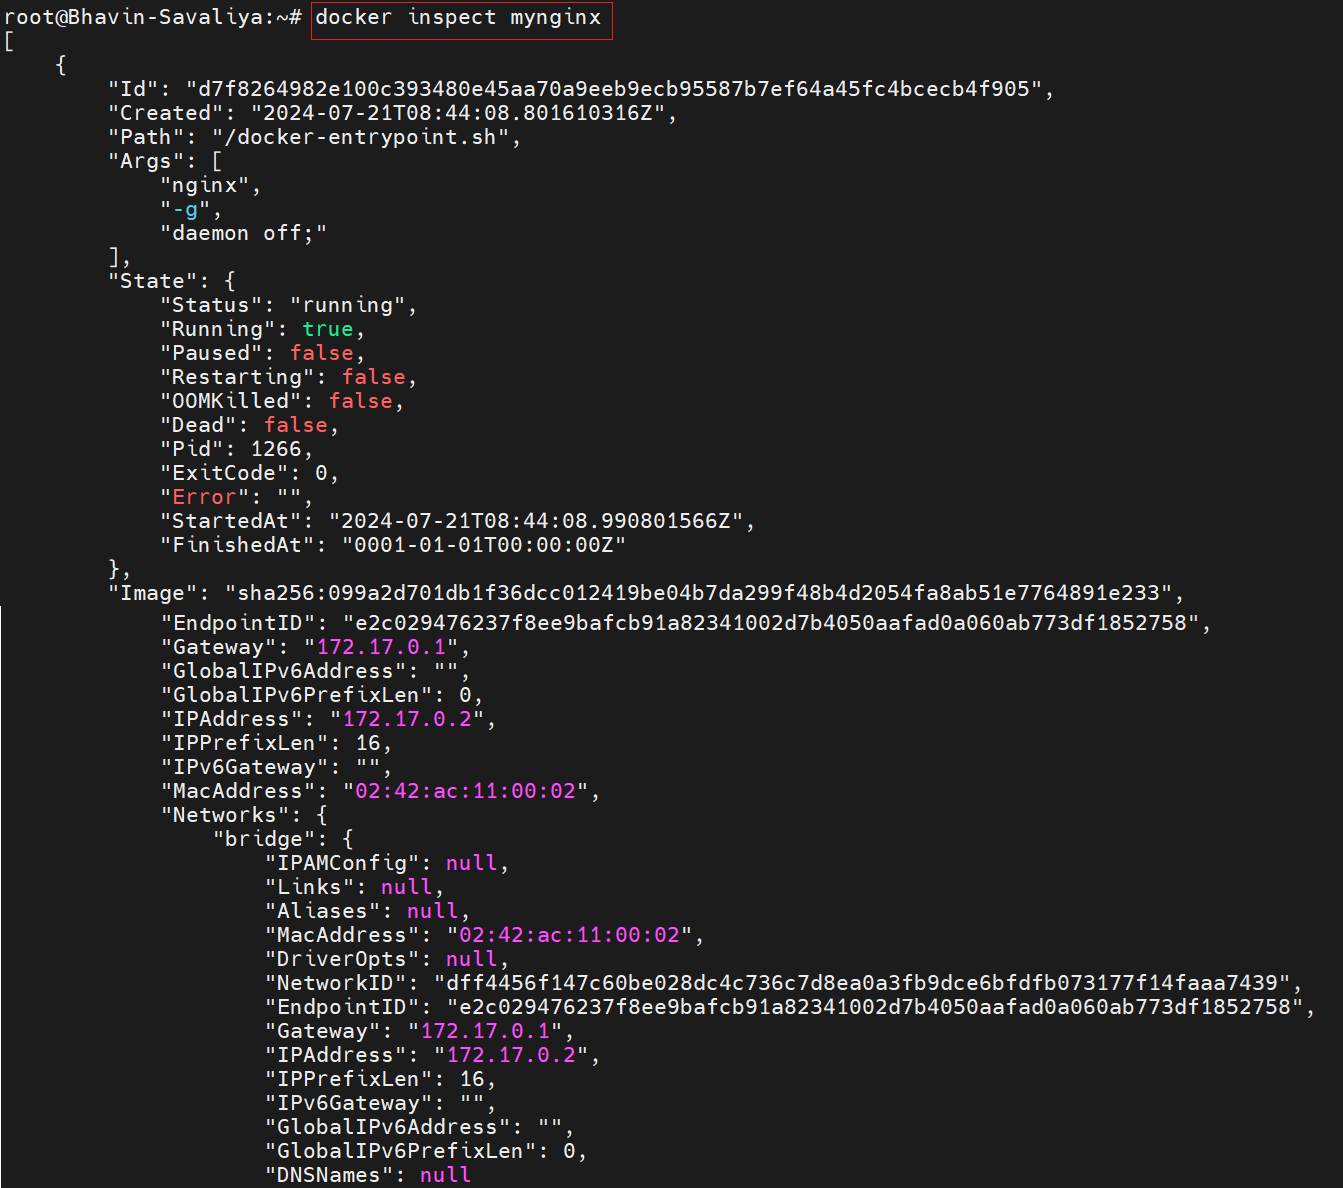 root@Bhavin-Savaliya:~# docker inspect mynginx
[
    {
        "Id": "d7f8264982e100c393480e45aa70a9eeb9ecb95587b7ef64a45fc4bcecb4f905",
        "Created": "2024-07-21T08:44:08.801610316Z",
        "Path": "/docker-entrypoint.sh",
        "Args": [
            "nginx",
            "-g",
            "daemon off;"
        ],
        "State": {
            "Status": "running",
            "Running": true,
            "Paused": false,
            "Restarting": false,
            "OOMKilled": false,
            "Dead": false,
            "Pid": 1266,
            "ExitCode": 0,
            "Error": "",
            "StartedAt": "2024-07-21T08:44:08.990801566Z",
            "FinishedAt": "0001-01-01T00:00:00Z"
        },
        "Image": "sha256:099a2d701db1f36dcc012419be04b7da299f48b4d2054fa8ab51e7764891e233",
            "EndpointID": "e2c029476237f8ee9bafcb91a82341002d7b4050aafad0a060ab773df1852758",
            "Gateway": "172.17.0.1",
            "GlobalIPv6Address": "",
            "GlobalIPv6PrefixLen": 0,
            "IPAddress": "172.17.0.2",
            "IPPrefixLen": 16,
            "IPv6Gateway": "",
            "MacAddress": "02:42:ac:11:00:02",
            "Networks": {
                "bridge": {
                    "IPAMConfig": null,
                    "Links": null,
                    "Aliases": null,
                    "MacAddress": "02:42:ac:11:00:02",
                    "DriverOpts": null,
                    "NetworkID": "dff4456f147c60be028dc4c736c7d8ea0a3fb9dce6bfdfb073177f14faaa7439",
                    "EndpointID": "e2c029476237f8ee9bafcb91a82341002d7b4050aafad0a060ab773df1852758",
                    "Gateway": "172.17.0.1",
                    "IPAddress": "172.17.0.2",
                    "IPPrefixLen": 16,
                    "IPv6Gateway": "",
                    "GlobalIPv6Address": "",
                    "GlobalIPv6PrefixLen": 0,
                    "DNSNames": null